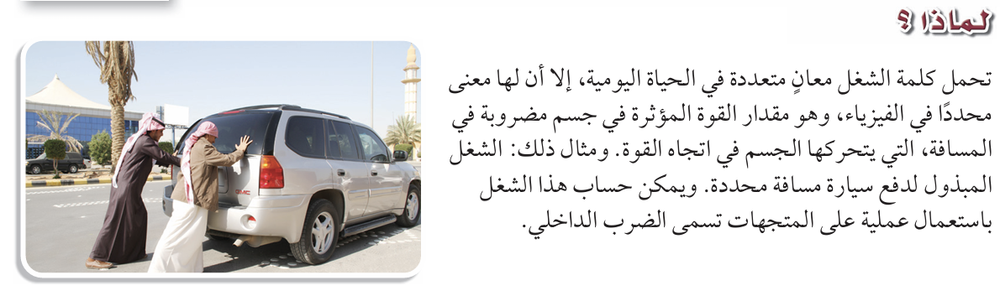 لماذا ؟
تحمل كلمة الشغل معانٍ متعددة في الحياة اليومية، إلا أن لها معنى
محددًا في الفيزياء، وهو مقدار القوة المؤثرة في جسم مضروبة في
المسافة، التي يتحركها الجسم في اتجاه القوة. ومثال ذلك: الشغل
المبذول لدفع سيارة مسافة محددة. ويمكن حساب هذا الشغل
باستعمال عملية على المتجهات تسمى الضرب الداخلي.
GMC